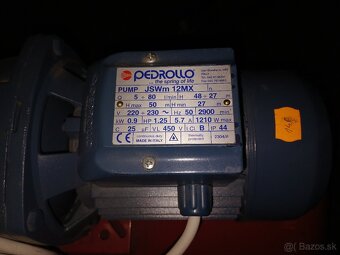 PEDROLLO
the spring of life
PUMP JSWm 12MX
Q 5÷80 l/min H 48÷27 m
H max 50 m H min 27 m
V 220÷230 ~ Hz 50 2900 min.
kW 0.9 HP 1.25 5.7 A 1210 W max
C 25 µF VL 450 V CL B IP 44
CE
MADE IN ITALY
© Bazos.sk